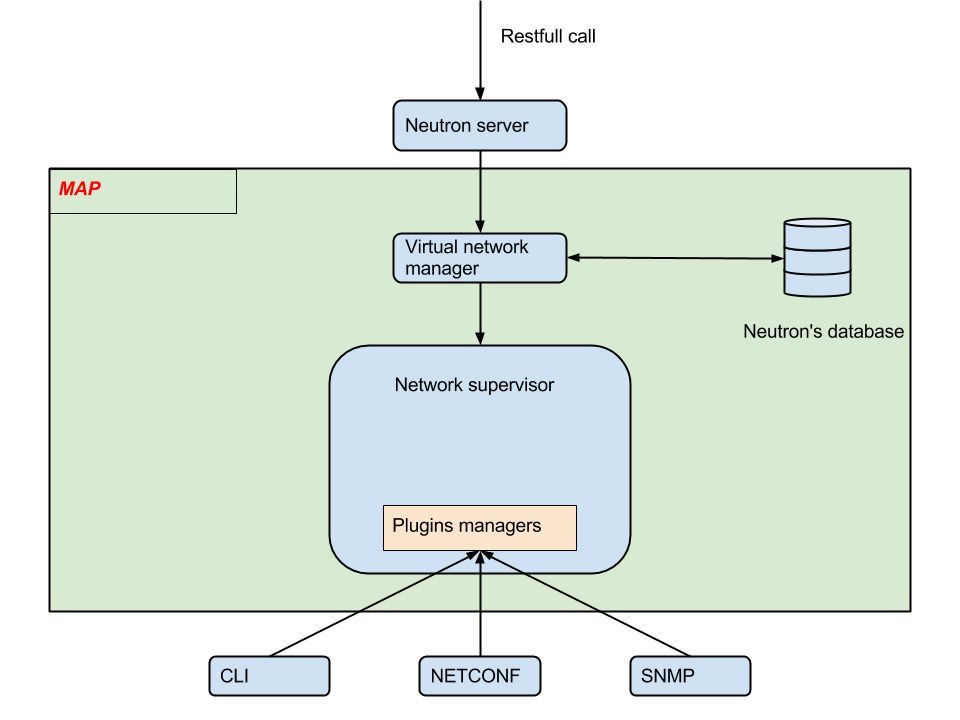 Restfull call
Neutron server
MAP
Virtual network
manager
Neutron's database
Network supervisor
Plugins managers
CLI
NETCONF
SNMP